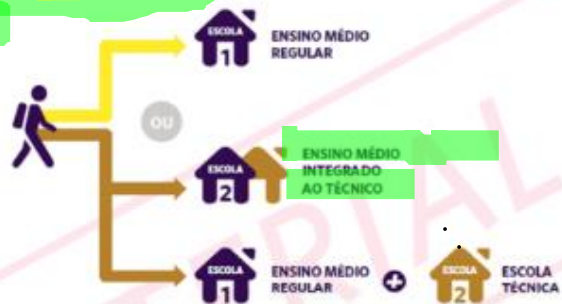 ESCOLA
1
ENSINO MÉDIO
REGULAR
OU
ESCOLA
2
ENSINO MÉDIO
INTEGRADO
AO TÉCNICO
ESCOLA
1
ENSINO MÉDIO
REGULAR
+
ESCOLA
2
ESCOLA
TÉCNICA